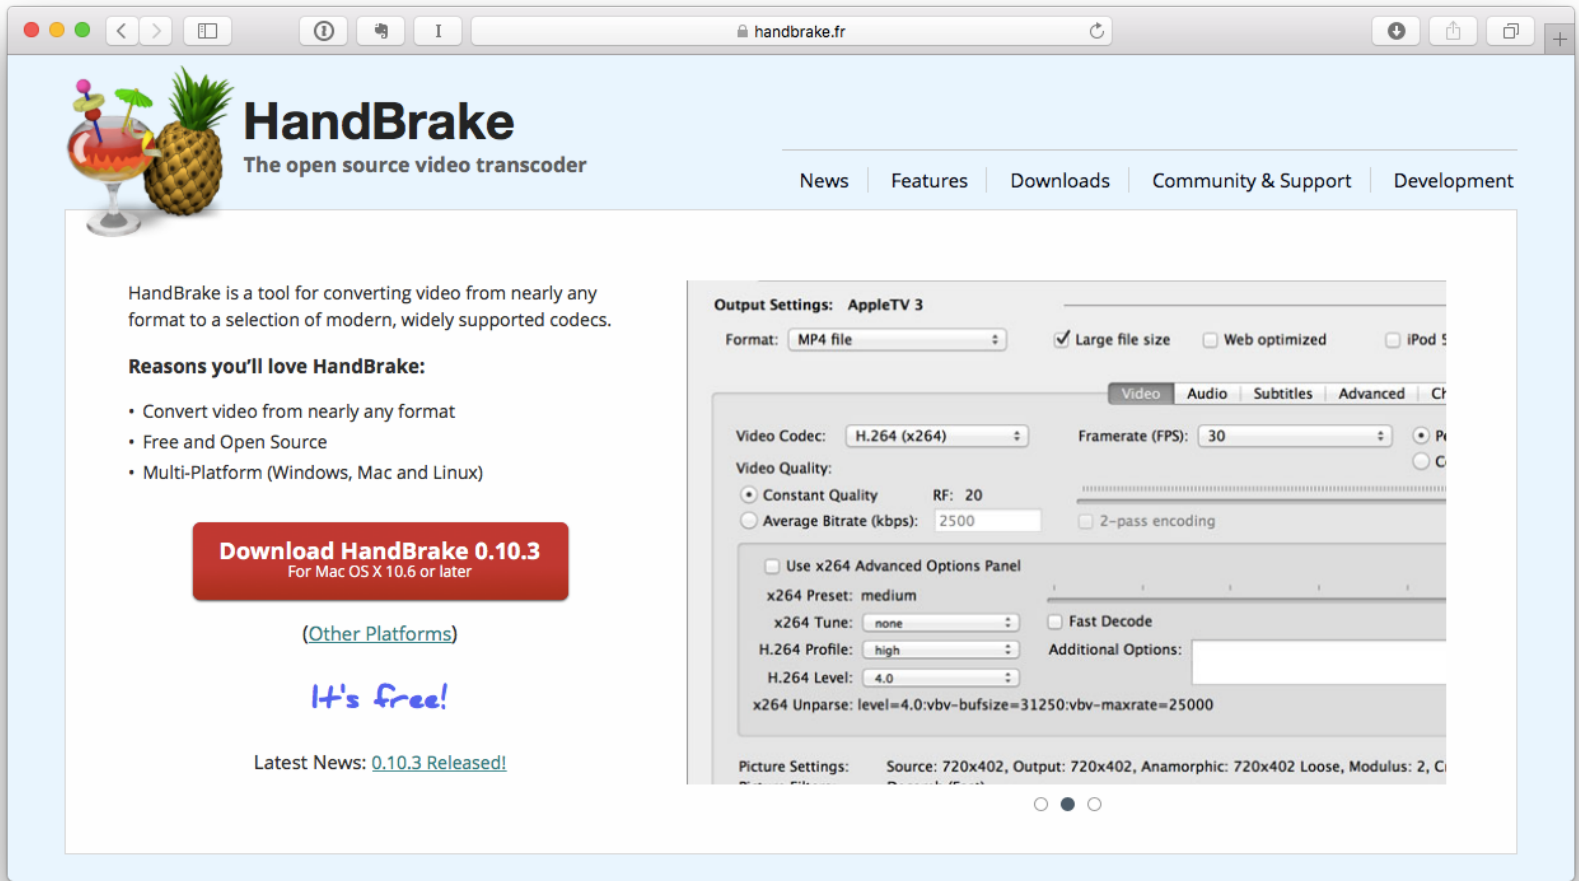 handbrake.fr
HandBrake
The open source video transcoder
News
Features
Downloads
Community & Support
Development
HandBrake is a tool for converting video from nearly any
format to a selection of modern, widely supported codecs.
Reasons you'll love HandBrake:
• Convert video from nearly any format
• Free and Open Source
• Multi-Platform (Windows, Mac and Linux)
Download HandBrake 0.10.3
For Mac OS X 10.6 or later
(Other Platforms)
It's free!
Latest News: 0.10.3 Released!
Output Settings: AppleTV 3
Format: MP4 file
Large file size
Web optimized
iPod
Video
Audio
Subtitles
Advanced
Video Codec: H.264 (x264)
Framerate (FPS): 30
Video Quality:
Constant Quality RF: 20
Average Bitrate (kbps): 2500
2-pass encoding
Use x264 Advanced Options Panel
x264 Preset: medium
x264 Tune: none
Fast Decode
H.264 Profile: high
Additional Options:
H.264 Level: 4.0
x264 Unparse: level=4.0:vbv-bufsize=31250:vbv-maxrate=25000
Picture Settings: Source: 720x402, Output: 720x402, Anamorphic: 720x402 Loose, Modulus: 2,